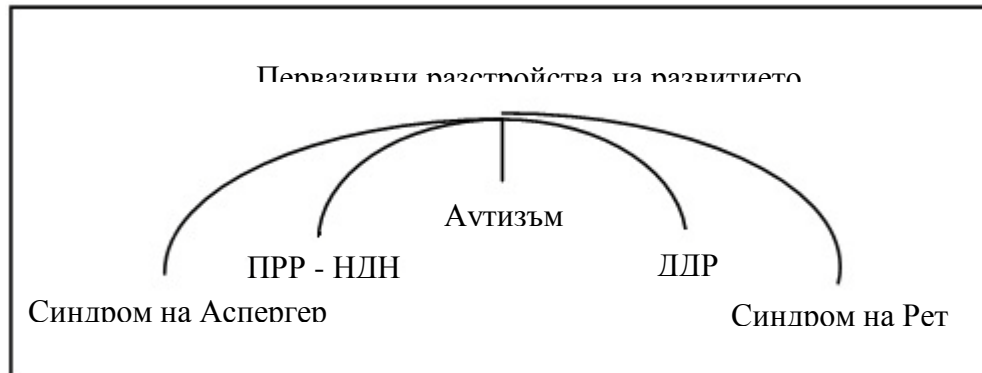 Первазивни разстройства на развитието
Аутизъм
ПРР - НДН
ДДР
Синдром на Аспергер
Синдром на Рет